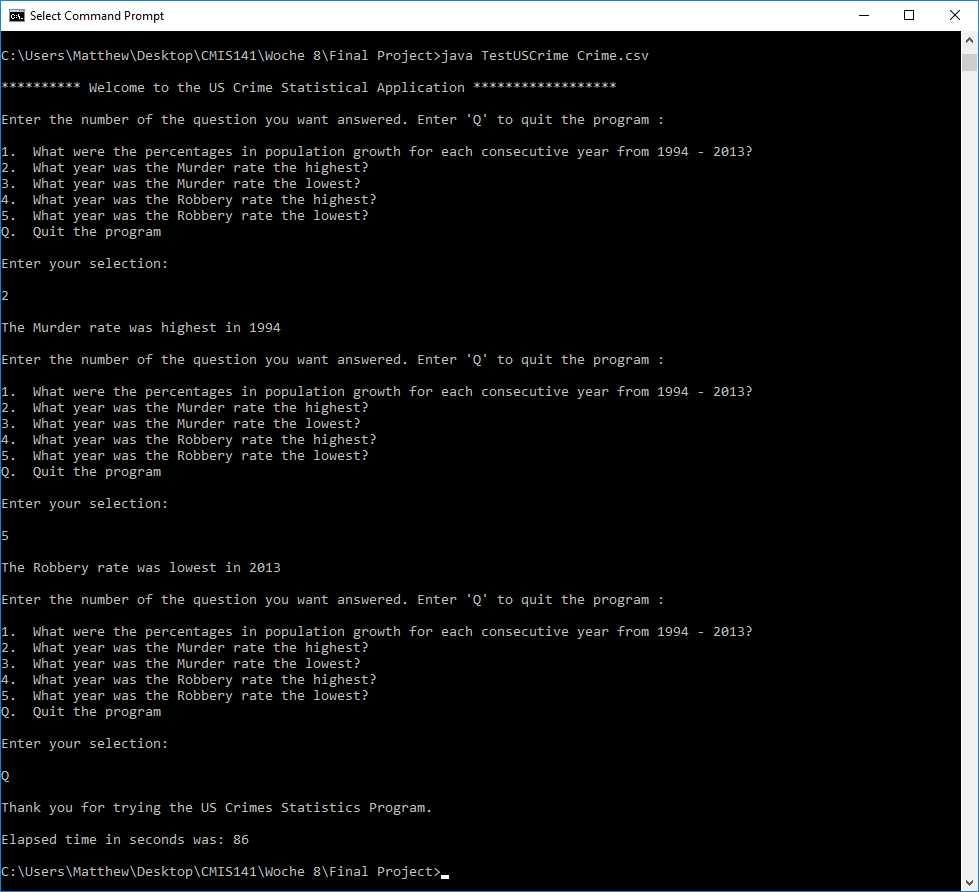 Select Command Prompt
C:\Users\Matthew\Desktop\CMIS141\Woche 8\Final Project>java TestUSCrime Crime.csv
********** Welcome to the US Crime Statistical Application ******************
Enter the number of the question you want answered. Enter 'Q' to quit the program :
1.  What were the percentages in population growth for each consecutive year from 1994 - 2013?
2.  What year was the Murder rate the highest?
3.  What year was the Murder rate the lowest?
4.  What year was the Robbery rate the highest?
5.  What year was the Robbery rate the lowest?
Q.  Quit the program
Enter your selection:
2
The Murder rate was highest in 1994
Enter the number of the question you want answered. Enter 'Q' to quit the program :
1.  What were the percentages in population growth for each consecutive year from 1994 - 2013?
2.  What year was the Murder rate the highest?
3.  What year was the Murder rate the lowest?
4.  What year was the Robbery rate the highest?
5.  What year was the Robbery rate the lowest?
Q.  Quit the program
Enter your selection:
5
The Robbery rate was lowest in 2013
Enter the number of the question you want answered. Enter 'Q' to quit the program :
1.  What were the percentages in population growth for each consecutive year from 1994 - 2013?
2.  What year was the Murder rate the highest?
3.  What year was the Murder rate the lowest?
4.  What year was the Robbery rate the highest?
5.  What year was the Robbery rate the lowest?
Q.  Quit the program
Enter your selection:
Q
Thank you for trying the US Crimes Statistics Program.
Elapsed time in seconds was: 86
C:\Users\Matthew\Desktop\CMIS141\Woche 8\Final Project>